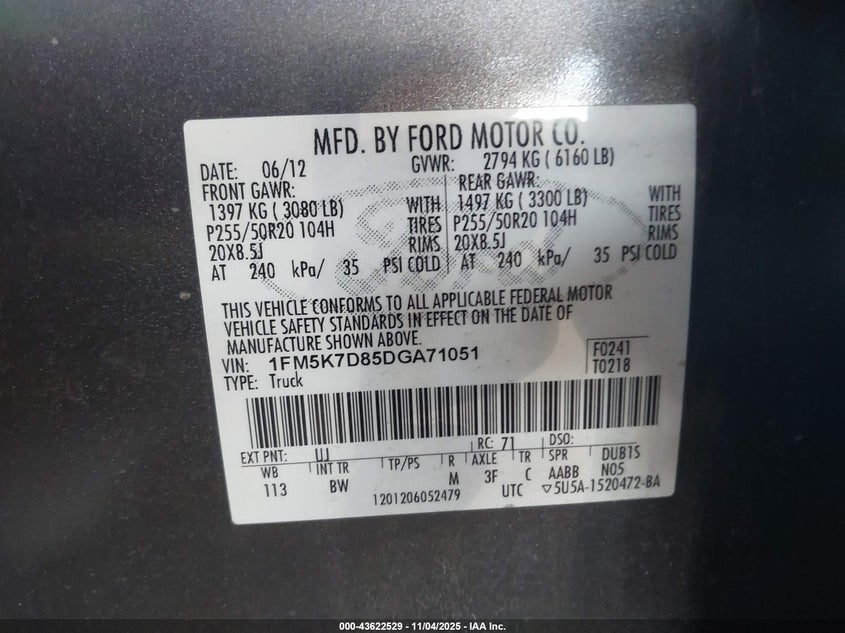 MFD. BY FORD MOTOR CO.
DATE: 06/12 GVWR: 2794 KG ( 6160 LB)
FRONT GAWR: REAR GAWR:
1397 KG ( 3080 LB) WITH 1497 KG ( 3300 LB) WITH
P255/50R20 104H TIRES P255/50R20 104H TIRES
20X8.5J RIMS 20X8.5J RIMS
AT 240 kPa/ 35 PSI COLD AT 240 kPa/ 35 PSI COLD
THIS VEHICLE CONFORMS TO ALL APPLICABLE FEDERAL MOTOR
VEHICLE SAFETY STANDARDS IN EFFECT ON THE DATE OF
MANUFACTURE SHOWN ABOVE.
VIN: 1FM5K7D85DGA71051 F0241
TYPE: Truck T0218
EXT PNT: UJ RC: 71 DSO:
WB INT TR TP/PS R AXLE TR SPR DUB1S
113 BW M 3F C AABB N05
1201206052479 UTC ▽5U5A-1520472-BA
000-43622529 - 11/04/2025 - IAA Inc.